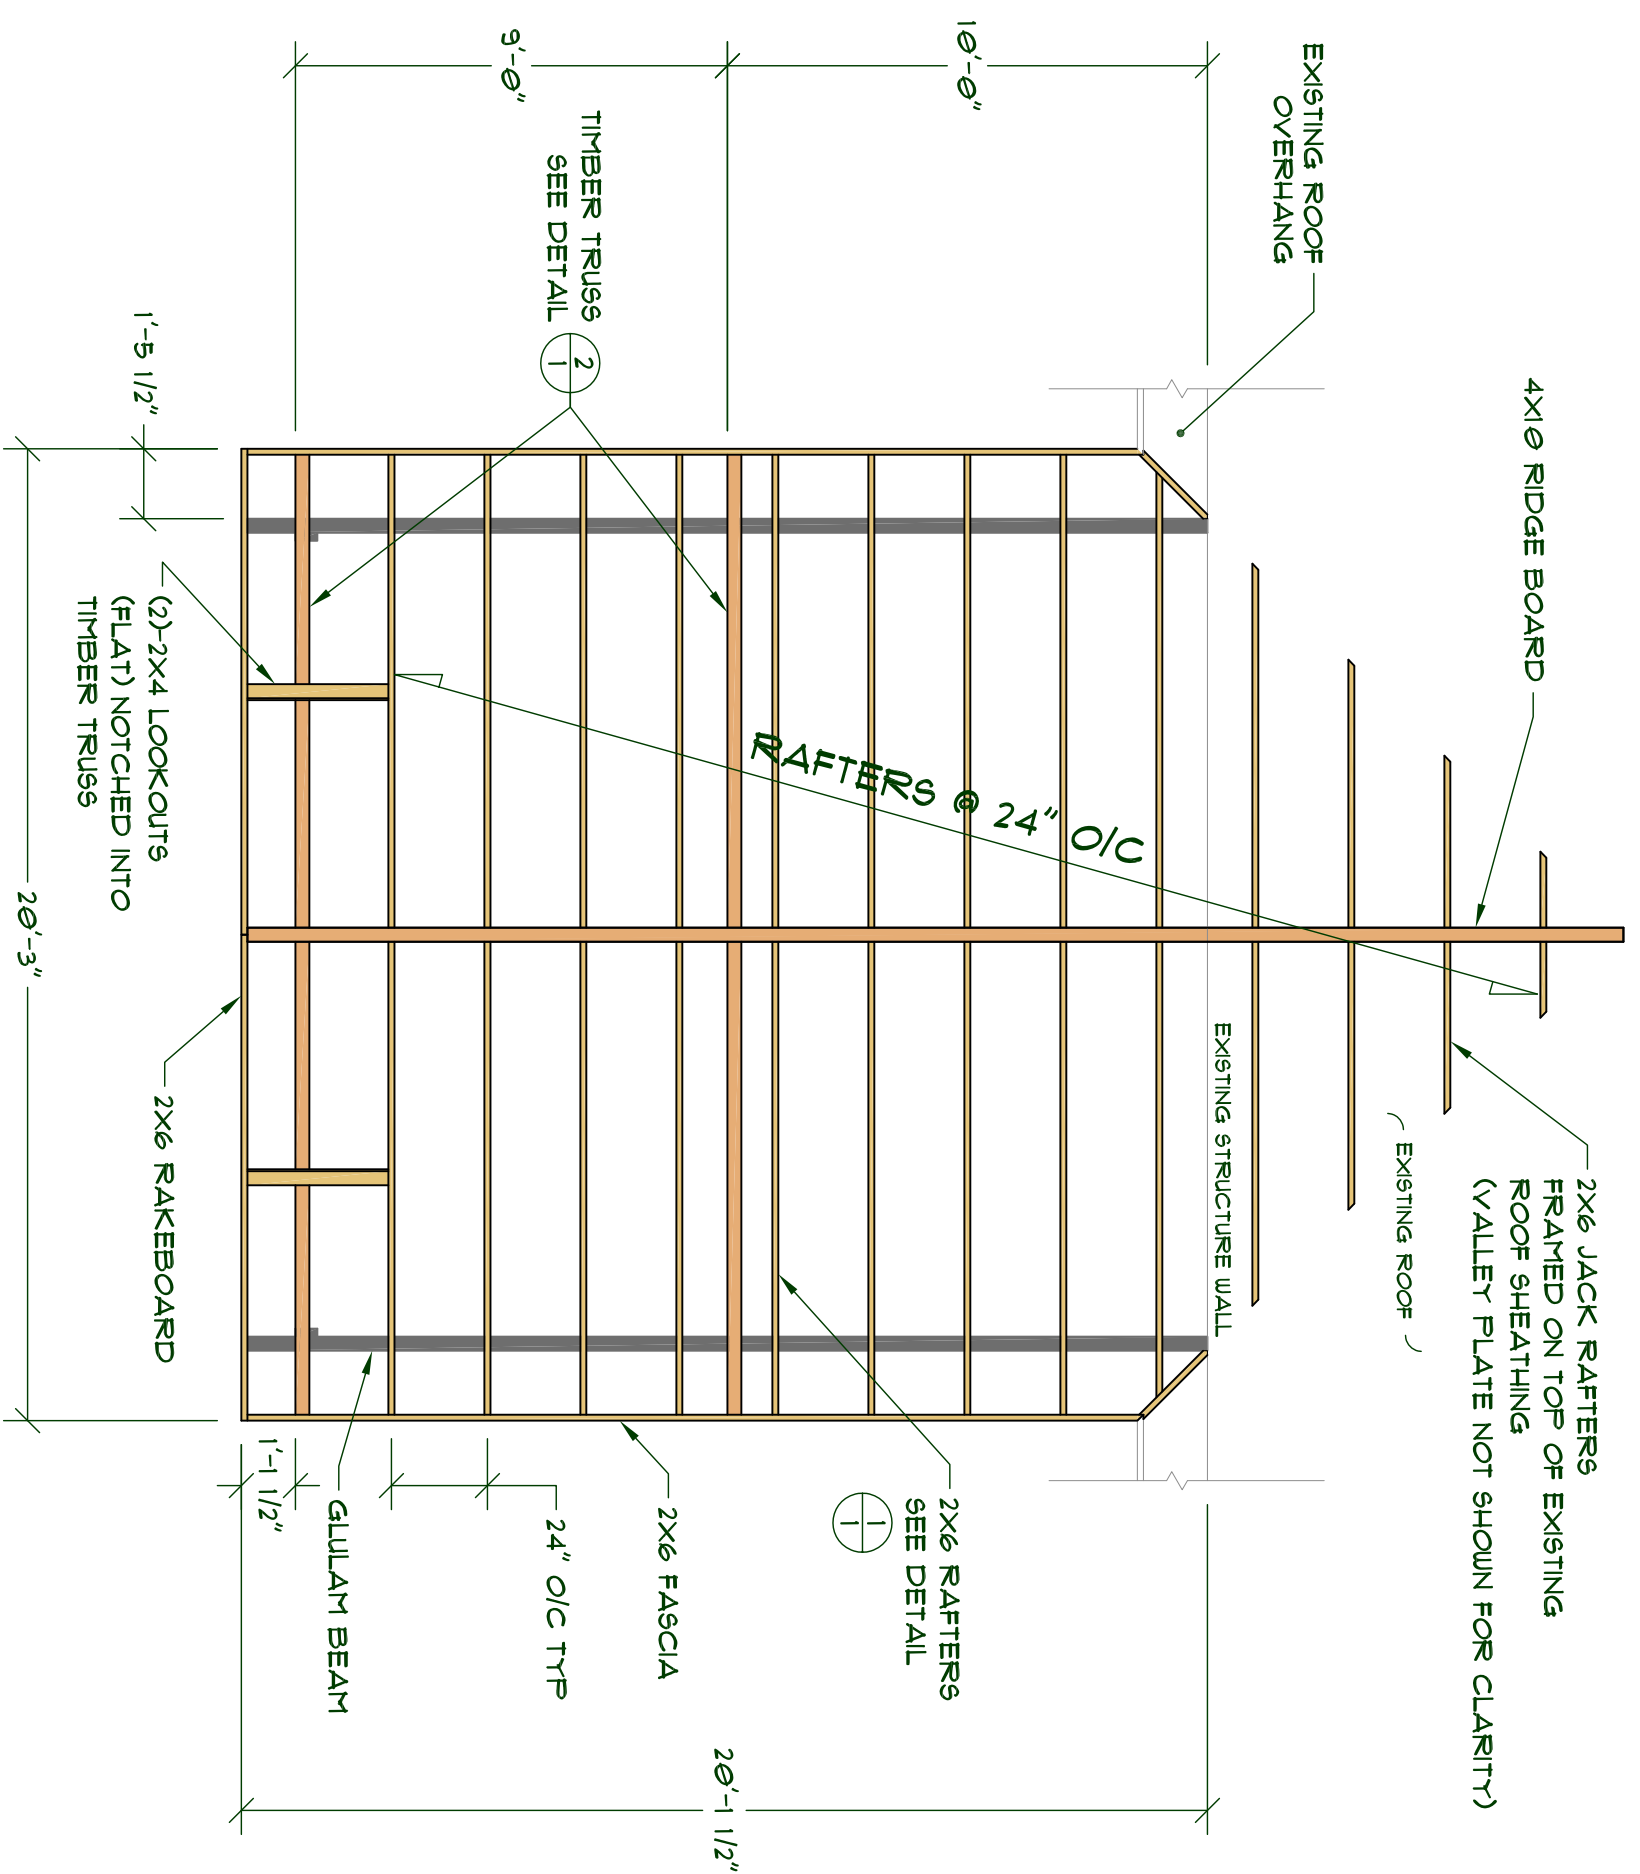 4X10 RIDGE BOARD
2X6 JACK RAFTERS
FRAMED ON TOP OF EXISTING
ROOF SHEATHING
(VALLEY PLATE NOT SHOWN FOR CLARITY)
EXISTING ROOF
EXISTING ROOF
OVERHANG
EXISTING STRUCTURE WALL
10'-0"
RAFTERS @ 24" O/C
2X6 RAFTERS
SEE DETAIL
1
1
20'-1 1/2"
TIMBER TRUSS
SEE DETAIL
2
1
9'-0"
2X6 FASCIA
24" O/C TYP
GLULAM BEAM
1'-1 1/2"
1'-5 1/2"
(2)-2X4 LOOKOUTS
(FLAT) NOTCHED INTO
TIMBER TRUSS
2X6 RAKEBOARD
20'-3"